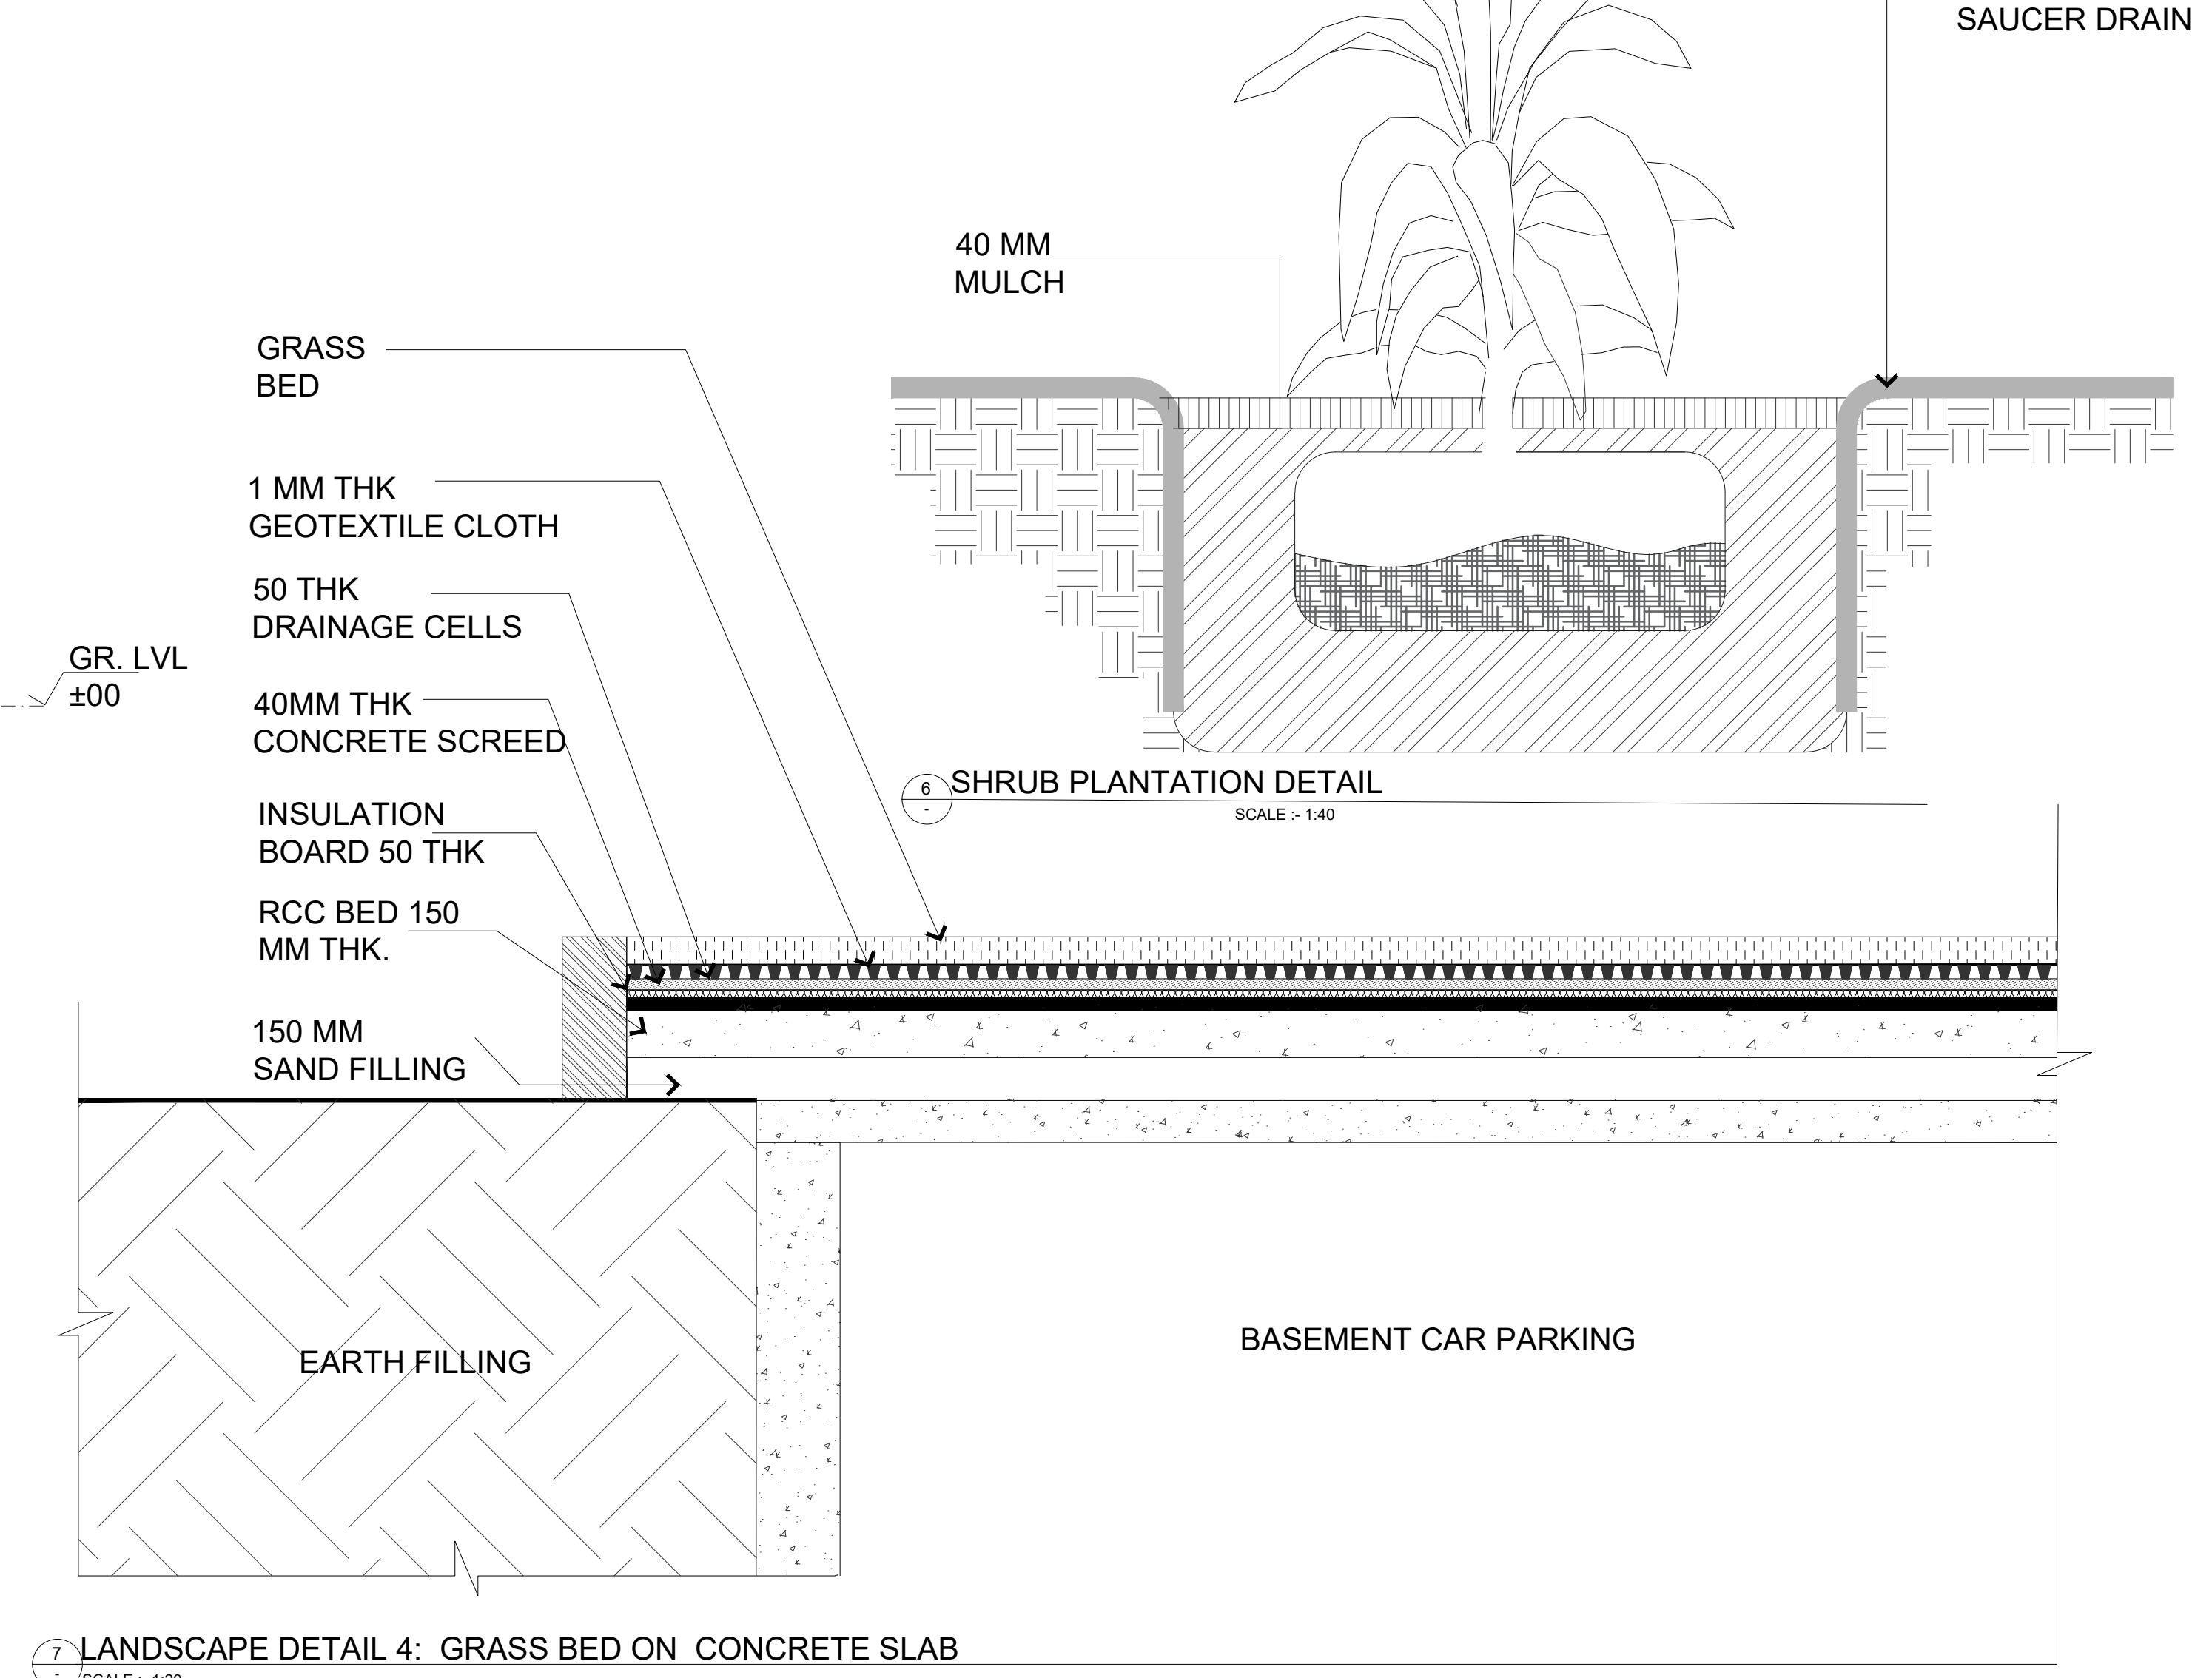 SAUCER DRAIN
40 MM
MULCH
GRASS
BED
1 MM THK
GEOTEXTILE CLOTH
50 THK
DRAINAGE CELLS
GR. LVL
±00
40MM THK
CONCRETE SCREED
INSULATION
BOARD 50 THK
RCC BED 150
MM THK.
150 MM
SAND FILLING
6
-
SHRUB PLANTATION DETAIL
SCALE :- 1:40
EARTH FILLING
BASEMENT CAR PARKING
7
-
LANDSCAPE DETAIL 4: GRASS BED ON CONCRETE SLAB